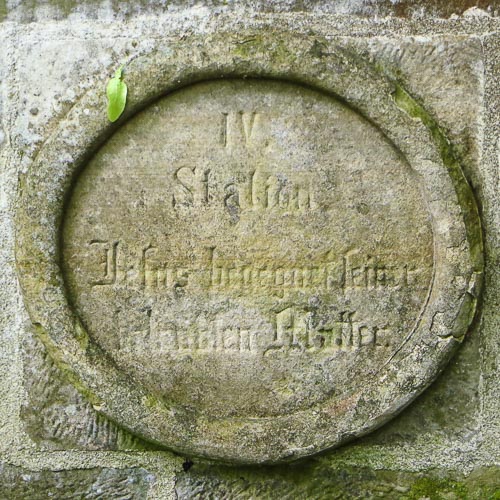 IV.
Station
Jesus begegnet seiner
betrübten Mutter.